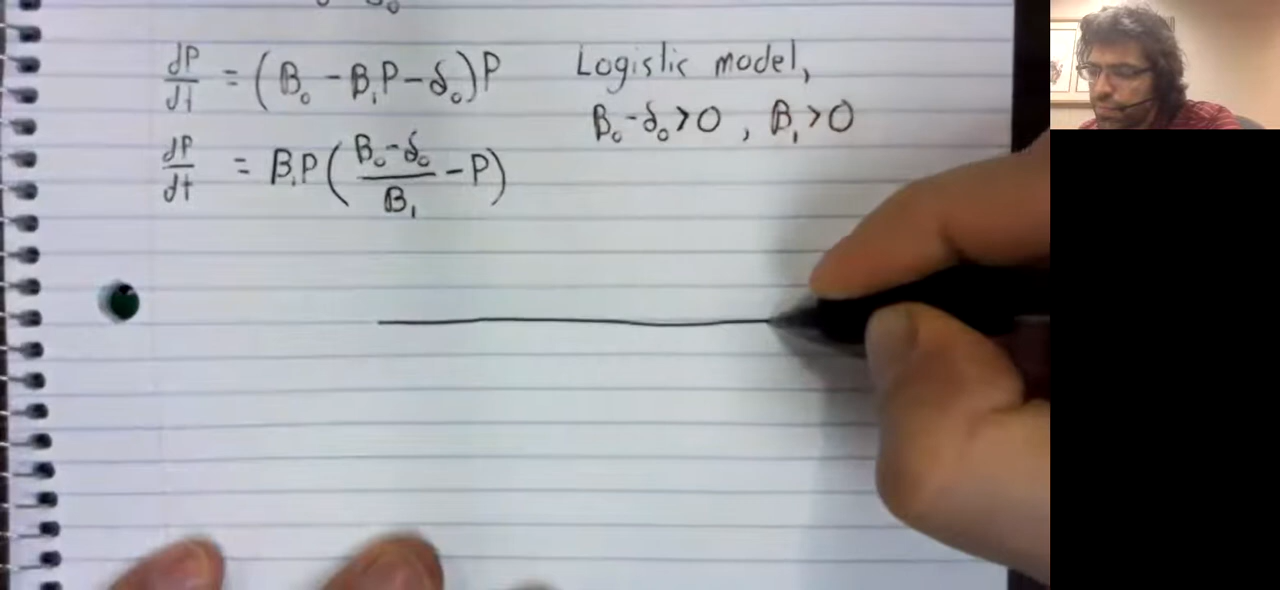 dP/dt = (β₀ - β₁P - δ₀)P Logistic model,
β₀ - δ₀ > 0 , β₁ > 0
dP/dt = β₁P((β₀ - δ₀)/β₁ - P)